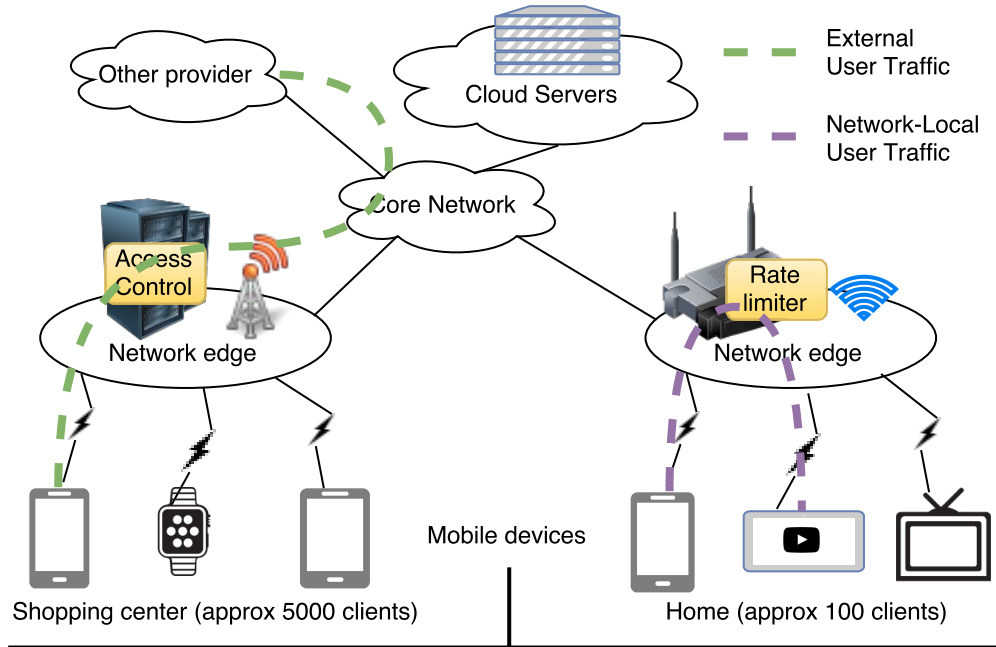 Other provider
Cloud Servers
External
User Traffic
Network-Local
User Traffic
Core Network
Access
Control
Rate
limiter
Network edge
Network edge
Mobile devices
Shopping center (approx 5000 clients)
Home (approx 100 clients)